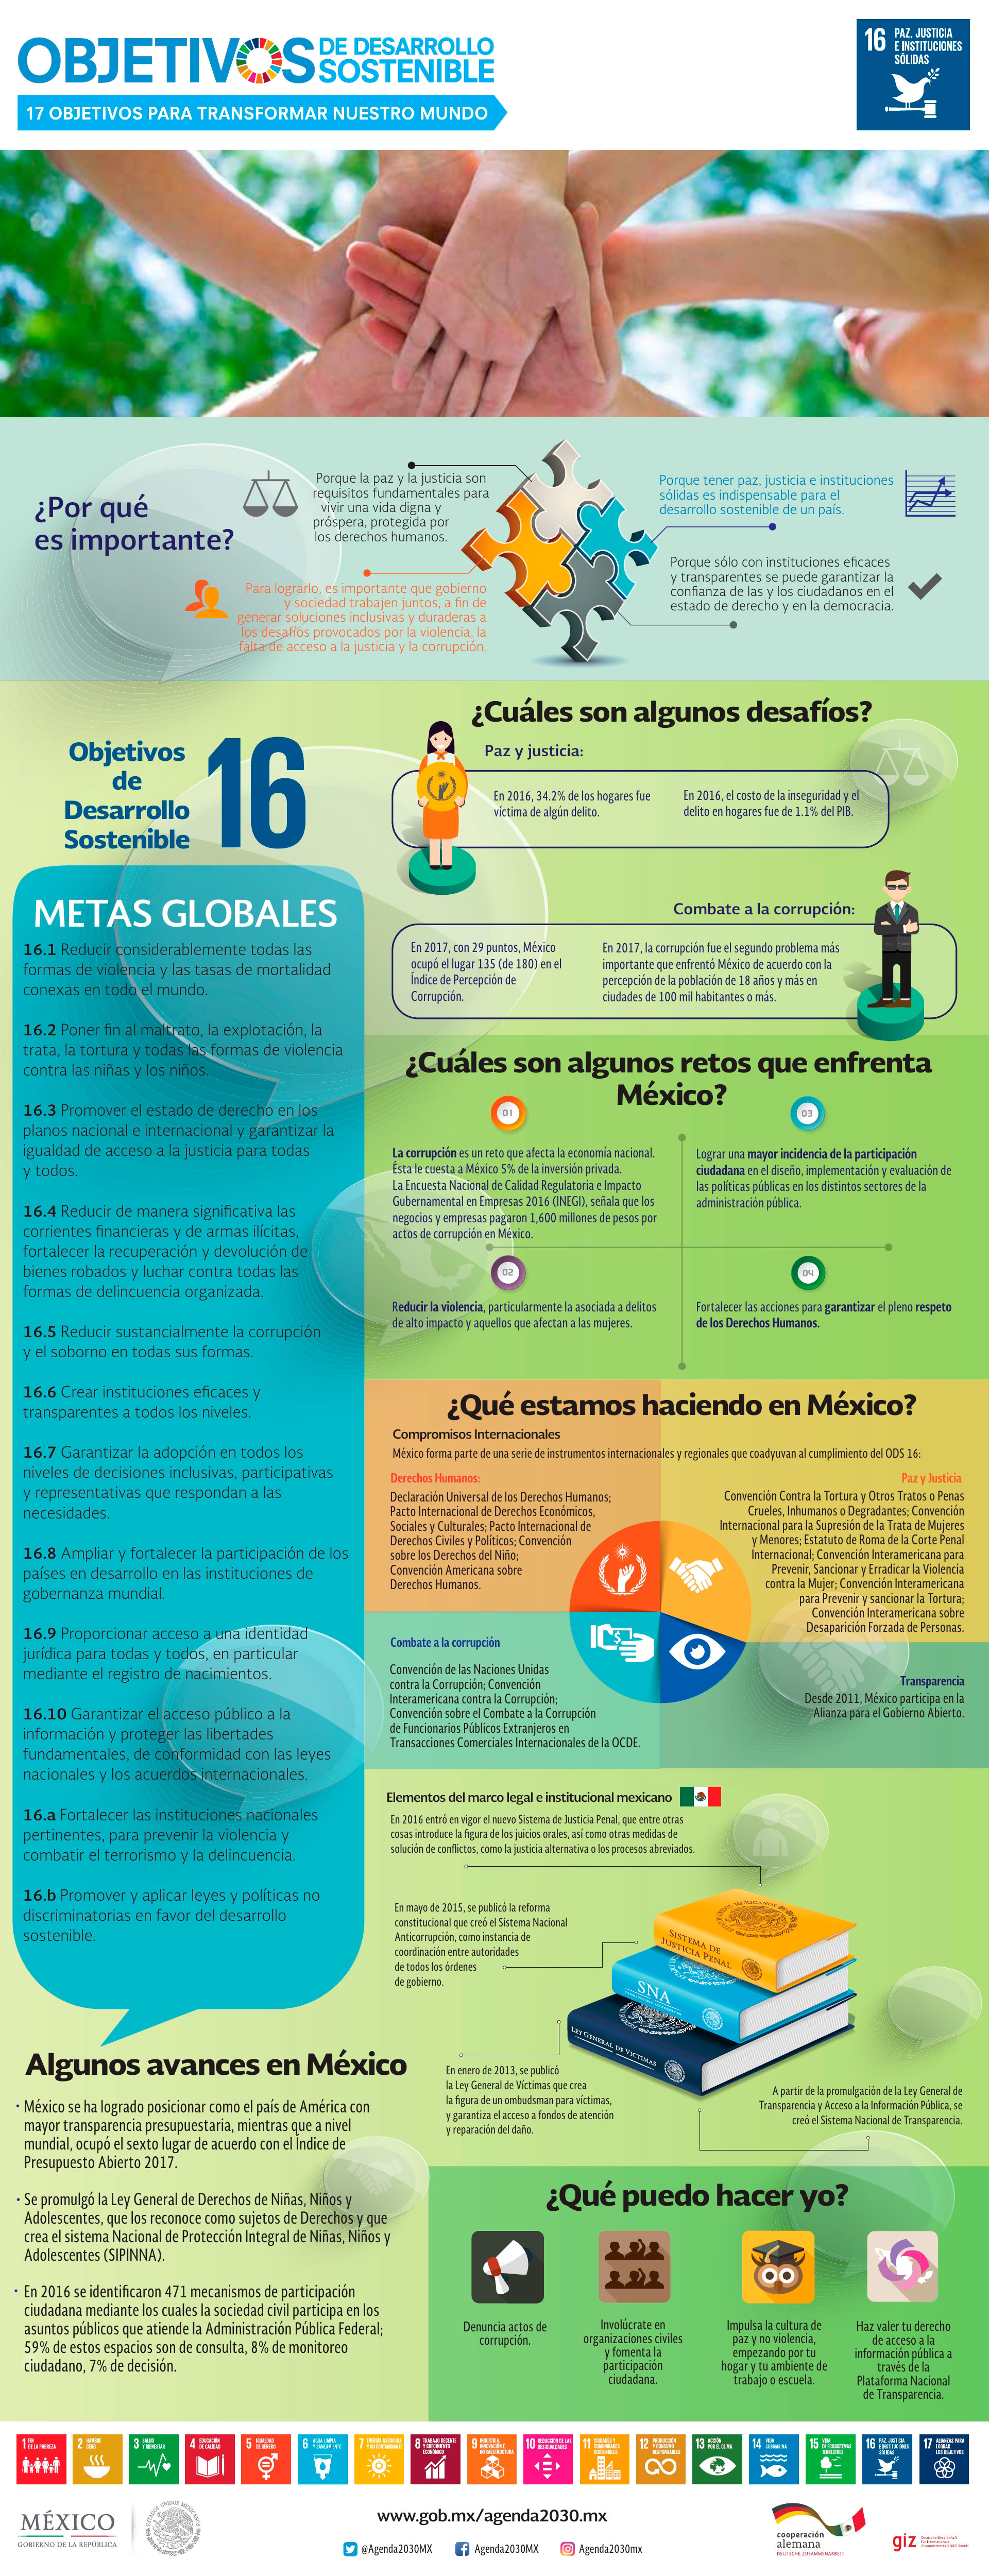 OBJETIVOS DE DESARROLLO
SOSTENIBLE
17 OBJETIVOS PARA TRANSFORMAR NUESTRO MUNDO
16 PAZ, JUSTICIA
E INSTITUCIONES
SÓLIDAS
¿Por qué
es importante?
Porque la paz y la justicia son
requisitos fundamentales para
vivir una vida digna y
próspera, protegida por
los derechos humanos.
Para lograrlo, es importante que gobierno
y sociedad trabajen juntos, a fin de
generar soluciones inclusivas y duraderas a
los desafíos provocados por la violencia, la
falta de acceso a la justicia y la corrupción.
Porque tener paz, justicia e instituciones
sólidas es indispensable para el
desarrollo sostenible de un país.
Porque sólo con instituciones eficaces
y transparentes se puede garantizar la
confianza de las y los ciudadanos en el
estado de derecho y en la democracia.
Objetivos
de
Desarrollo
Sostenible
16
METAS GLOBALES
16.1 Reducir considerablemente todas las
formas de violencia y las tasas de mortalidad
conexas en todo el mundo.
16.2 Poner fin al maltrato, la explotación, la
trata, la tortura y todas las formas de violencia
contra las niñas y los niños.
16.3 Promover el estado de derecho en los
planos nacional e internacional y garantizar la
igualdad de acceso a la justicia para todas
y todos.
16.4 Reducir de manera significativa las
corrientes financieras y de armas ilícitas,
fortalecer la recuperación y devolución de
bienes robados y luchar contra todas las
formas de delincuencia organizada.
16.5 Reducir sustancialmente la corrupción
y el soborno en todas sus formas.
16.6 Crear instituciones eficaces y
transparentes a todos los niveles.
16.7 Garantizar la adopción en todos los
niveles de decisiones inclusivas, participativas
y representativas que respondan a las
necesidades.
16.8 Ampliar y fortalecer la participación de los
países en desarrollo en las instituciones de
gobernanza mundial.
16.9 Proporcionar acceso a una identidad
jurídica para todas y todos, en particular
mediante el registro de nacimientos.
16.10 Garantizar el acceso público a la
información y proteger las libertades
fundamentales, de conformidad con las leyes
nacionales y los acuerdos internacionales.
16.a Fortalecer las instituciones nacionales
pertinentes, para prevenir la violencia y
combatir el terrorismo y la delincuencia.
16.b Promover y aplicar leyes y políticas no
discriminatorias en favor del desarrollo
sostenible.
¿Cuáles son algunos desafíos?
Paz y justicia:
En 2016, 34.2% de los hogares fue
víctima de algún delito.
En 2016, el costo de la inseguridad y el
delito en hogares fue de 1.1% del PIB.
Combate a la corrupción:
En 2017, con 29 puntos, México
ocupó el lugar 135 (de 180) en el
Índice de Percepción de
Corrupción.
En 2017, la corrupción fue el segundo problema más
importante que enfrentó México de acuerdo con la
percepción de la población de 18 años y más en
ciudades de 100 mil habitantes o más.
¿Cuáles son algunos retos que enfrenta
México?
01
La corrupción es un reto que afecta la economía nacional.
Ésta le cuesta a México 5% de la inversión privada.
La Encuesta Nacional de Calidad Regulatoria e Impacto
Gubernamental en Empresas 2016 (INEGI), señala que los
negocios y empresas pagaron 1,600 millones de pesos por
actos de corrupción en México.
02
Reducir la violencia, particularmente la asociada a delitos
de alto impacto y aquellos que afectan a las mujeres.
03
Lograr una mayor incidencia de la participación
ciudadana en el diseño, implementación y evaluación de
las políticas públicas en los distintos sectores de la
administración pública.
04
Fortalecer las acciones para garantizar el pleno respeto
de los Derechos Humanos.
¿Qué estamos haciendo en México?
Compromisos Internacionales
México forma parte de una serie de instrumentos internacionales y regionales que coadyuvan al cumplimiento del ODS 16:
Derechos Humanos:
Declaración Universal de los Derechos Humanos;
Pacto Internacional de Derechos Económicos,
Sociales y Culturales; Pacto Internacional de
Derechos Civiles y Políticos; Convención
sobre los Derechos del Niño;
Convención Americana sobre
Derechos Humanos.
Paz y Justicia
Convención Contra la Tortura y Otros Tratos o Penas
Crueles, Inhumanos o Degradantes; Convención
Internacional para la Supresión de la Trata de Mujeres
y Menores; Estatuto de Roma de la Corte Penal
Internacional; Convención Interamericana para
Prevenir, Sancionar y Erradicar la Violencia
contra la Mujer; Convención Interamericana
para Prevenir y sancionar la Tortura;
Convención Interamericana sobre
Desaparición Forzada de Personas.
Combate a la corrupción
Convención de las Naciones Unidas
contra la Corrupción; Convención
Interamericana contra la Corrupción;
Convención sobre el Combate a la Corrupción
de Funcionarios Públicos Extranjeros en
Transacciones Comerciales Internacionales de la OCDE.
Transparencia
Desde 2011, México participa en la
Alianza para el Gobierno Abierto.
Elementos del marco legal e institucional mexicano
En 2016 entró en vigor el nuevo Sistema de Justicia Penal, que entre otras
cosas introduce la figura de los juicios orales, así como otras medidas de
solución de conflictos, como la justicia alternativa o los procesos abreviados.
En mayo de 2015, se publicó la reforma
constitucional que creó el Sistema Nacional
Anticorrupción, como instancia de
coordinación entre autoridades
de todos los órdenes
de gobierno.
SISTEMA DE
JUSTICIA PENAL
SNA
LEY GENERAL DE VICTIMAS
En enero de 2013, se publicó
la Ley General de Víctimas que crea
la figura de un ombudsman para víctimas,
y garantiza el acceso a fondos de atención
y reparación del daño.
A partir de la promulgación de la Ley General de
Transparencia y Acceso a la Información Pública, se
creó el Sistema Nacional de Transparencia.
Algunos avances en México
• México se ha logrado posicionar como el país de América con
mayor transparencia presupuestaria, mientras que a nivel
mundial, ocupó el sexto lugar de acuerdo con el Índice de
Presupuesto Abierto 2017.
• Se promulgó la Ley General de Derechos de Niñas, Niños y
Adolescentes, que los reconoce como sujetos de Derechos y que
crea el sistema Nacional de Protección Integral de Niñas, Niños y
Adolescentes (SIPINNA).
• En 2016 se identificaron 471 mecanismos de participación
ciudadana mediante los cuales la sociedad civil participa en los
asuntos públicos que atiende la Administración Pública Federal;
59% de estos espacios son de consulta, 8% de monitoreo
ciudadano, 7% de decisión.
¿Qué puedo hacer yo?
Denuncia actos de
corrupción.
Involúcrate en
organizaciones civiles
y fomenta la
participación
ciudadana.
Impulsa la cultura de
paz y no violencia,
empezando por tu
hogar y tu ambiente de
trabajo o escuela.
Haz valer tu derecho
de acceso a la
información pública a
través de la
Plataforma Nacional
de Transparencia.
1 FIN
DE LA POBREZA
2 HAMBRE
CERO
3 SALUD
Y BIENESTAR
4 EDUCACIÓN
DE CALIDAD
5 IGUALDAD
DE GÉNERO
6 AGUA LIMPIA
Y SANEAMIENTO
7 ENERGÍA ASEQUIBLE
Y NO CONTAMINANTE
8 TRABAJO DECENTE
Y CRECIMIENTO
ECONÓMICO
9 INDUSTRIA,
INNOVACIÓN E
INFRAESTRUCTURA
10 REDUCCIÓN DE LAS
DESIGUALDADES
11 CIUDADES Y
COMUNIDADES
SOSTENIBLES
12 PRODUCCIÓN
Y CONSUMO
RESPONSABLES
13 ACCIÓN
POR EL CLIMA
14 VIDA
SUBMARINA
15 VIDA
DE ECOSISTEMAS
TERRESTRES
16 PAZ, JUSTICIA
E INSTITUCIONES
SÓLIDAS
17 ALIANZAS PARA
LOGRAR
LOS OBJETIVOS
MÉXICO
GOBIERNO DE LA REPÚBLICA
www.gob.mx/agenda2030.mx
@Agenda2030MX
Agenda2030MX
Agenda2030mx
cooperación
alemana
DEUTSCHE ZUSAMMENARBEIT
giz